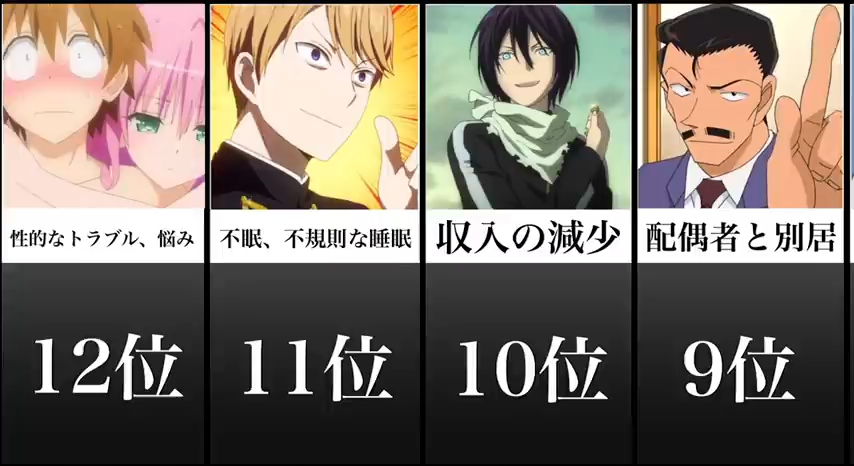 性的なトラブル、悩み
不眠、不規則な睡眠
収入の減少
配偶者と別居
12位
11位
10位
9位